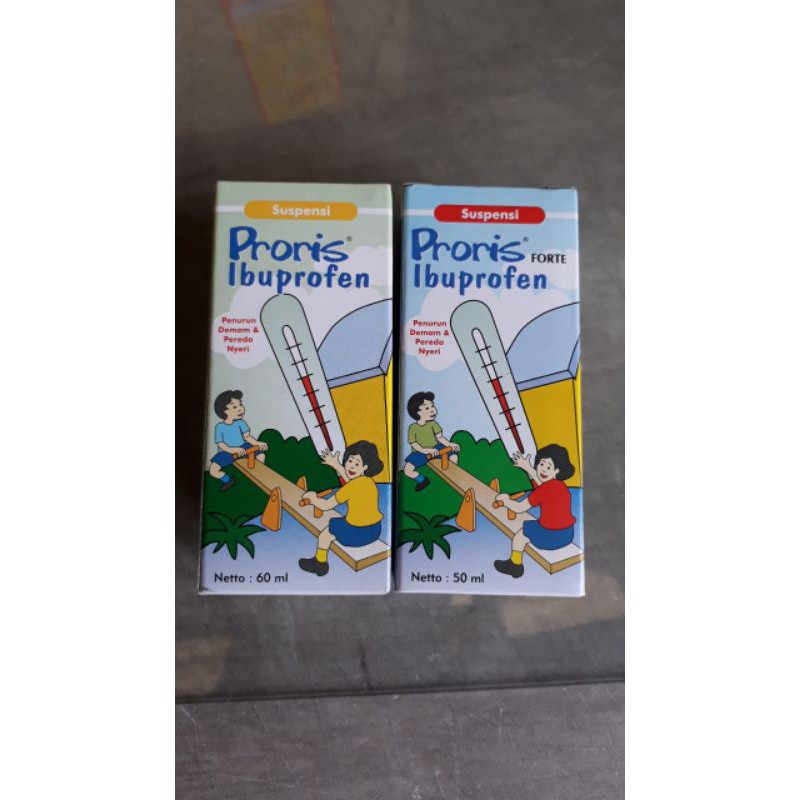 Suspensi
Proris®
Ibuprofen
Penurun
Demam &
Pereda
Nyeri
Netto : 60 ml
Suspensi
Proris® FORTE
Ibuprofen
Penurun
Demam &
Pereda
Nyeri
Netto : 50 ml